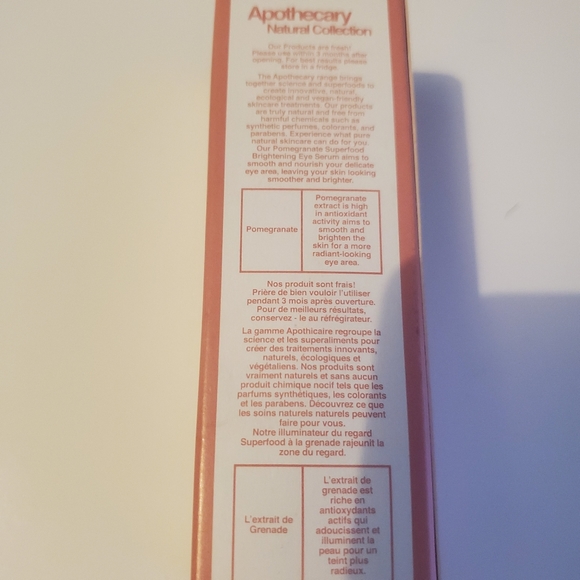 Apothecary
Natural Collection
Our Products are fresh!
Please use within 3 months after
opening. For best results please
store in a fridge.
The Apothecary range brings
together science and superfoods to
create innovative, natural,
ecological and vegan-friendly
skincare treatments. Our products
are truly natural and free from
harmful chemicals such as
synthetic perfumes, colorants, and
parabens. Experience what pure
natural skincare can do for you.
Our Pomegranate Superfood
Brightening Eye Serum aims to
smooth and nourish your delicate
eye area, leaving your skin looking
smoother and brighter.
Pomegranate
Pomegranate
extract is high
in antioxidant
activity aims to
smooth and
brighten the
skin for a more
radiant-looking
eye area.
Nos produit sont frais!
Prière de bien vouloir l'utiliser
pendant 3 mois après ouverture.
Pour de meilleurs résultats,
conservez - le au réfrégirateur.
La gamme Apothicaire regroupe la
science et les superaliments pour
créer des traitements innovants,
naturels, écologiques et
végétaliens. Nos produits sont
vraiment naturels et sans aucun
produit chimique nocif tels que les
parfums synthétiques, les colorants
et les parabens. Découvrez ce que
les soins naturels naturels peuvent
faire pour vous.
Notre illuminateur du regard
Superfood à la grenade rajeunit la
zone du regard.
L'extrait de
Grenade
L'extrait de
grenade est
riche en
antioxydants
actifs qui
adoucissent et
illuminent la
peau pour un
teint plus
radieux.